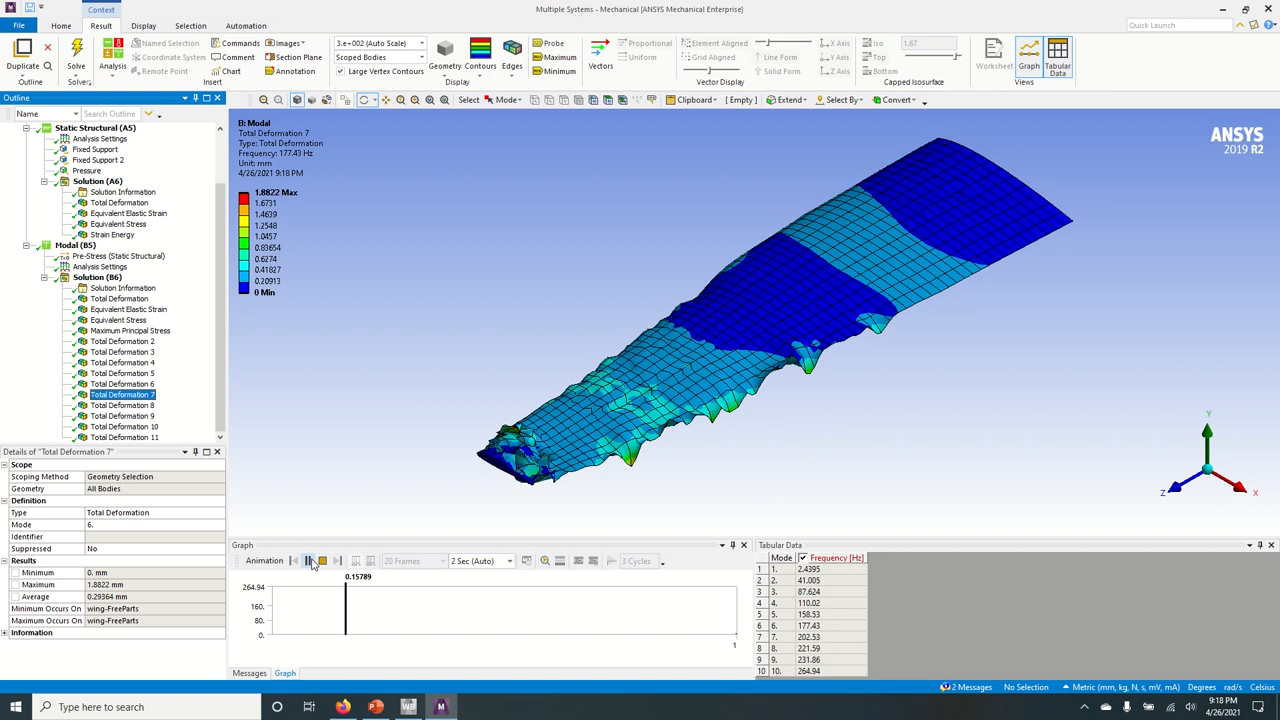 Context
Multiple Systems - Mechanical [ANSYS Mechanical Enterprise]
File Home Result Display Selection Automation
Quick Launch
Duplicate Solve Analysis
Named Selection Commands Images
Coordinate System Comment Section Plane
Remote Point Chart Annotation
3.e+002 (Auto Scale)
Scoped Bodies
Large Vertex Contours
Geometry Contours Edges
Probe
Maximum
Minimum
Vectors
Proportional Element Aligned X Axis
Uniform Grid Aligned Line Form Y Axis
Solid Form Z Axis
Iso 1.67
Top
Bottom
Worksheet Graph Tabular Data
Outline Solver Insert Display Vector Display Capped Isosurface Views
Outline
Name Search Outline
Select Mode Clipboard [ Empty ] Extend Select By Convert
Static Structural (A5)
Analysis Settings
Fixed Support
Fixed Support 2
Pressure
Solution (A6)
Solution Information
Total Deformation
Equivalent Elastic Strain
Equivalent Stress
Strain Energy
Modal (B5)
Pre-Stress (Static Structural)
Analysis Settings
Solution (B6)
Solution Information
Total Deformation
Equivalent Elastic Strain
Equivalent Stress
Maximum Principal Stress
Total Deformation 2
Total Deformation 3
Total Deformation 4
Total Deformation 5
Total Deformation 6
Total Deformation 7
Total Deformation 8
Total Deformation 9
Total Deformation 10
Total Deformation 11
B: Modal
Total Deformation 7
Type: Total Deformation
Frequency: 177.43 Hz
Unit: mm
4/26/2021 9:18 PM
1.8822 Max
1.6731
1.4639
1.2548
1.0457
0.83654
0.6274
0.41827
0.20913
0 Min
ANSYS
2019 R2
Y
Z
X
Details of "Total Deformation 7"
Scope
Scoping Method Geometry Selection
Geometry All Bodies
Definition
Type Total Deformation
Mode 6.
Identifier
Suppressed No
Results
Minimum 0. mm
Maximum 1.8822 mm
Average 0.29364 mm
Minimum Occurs On wing-FreeParts
Maximum Occurs On wing-FreeParts
Information
Graph
Animation 20 Frames 2 Sec (Auto) 3 Cycles
0.15789
264.94
160.
80.
0.
1
Messages Graph
Tabular Data
Mode Frequency [Hz]
1 1. 2.4395
2 2. 41.005
3 3. 87.624
4 4. 110.02
5 5. 158.53
6 6. 177.43
7 7. 202.53
8 8. 221.59
9 9. 231.86
10 10. 264.94
2 Messages No Selection Metric (mm, kg, N, s, mV, mA) Degrees rad/s Celsius
Type here to search
9:18 PM
4/26/2021